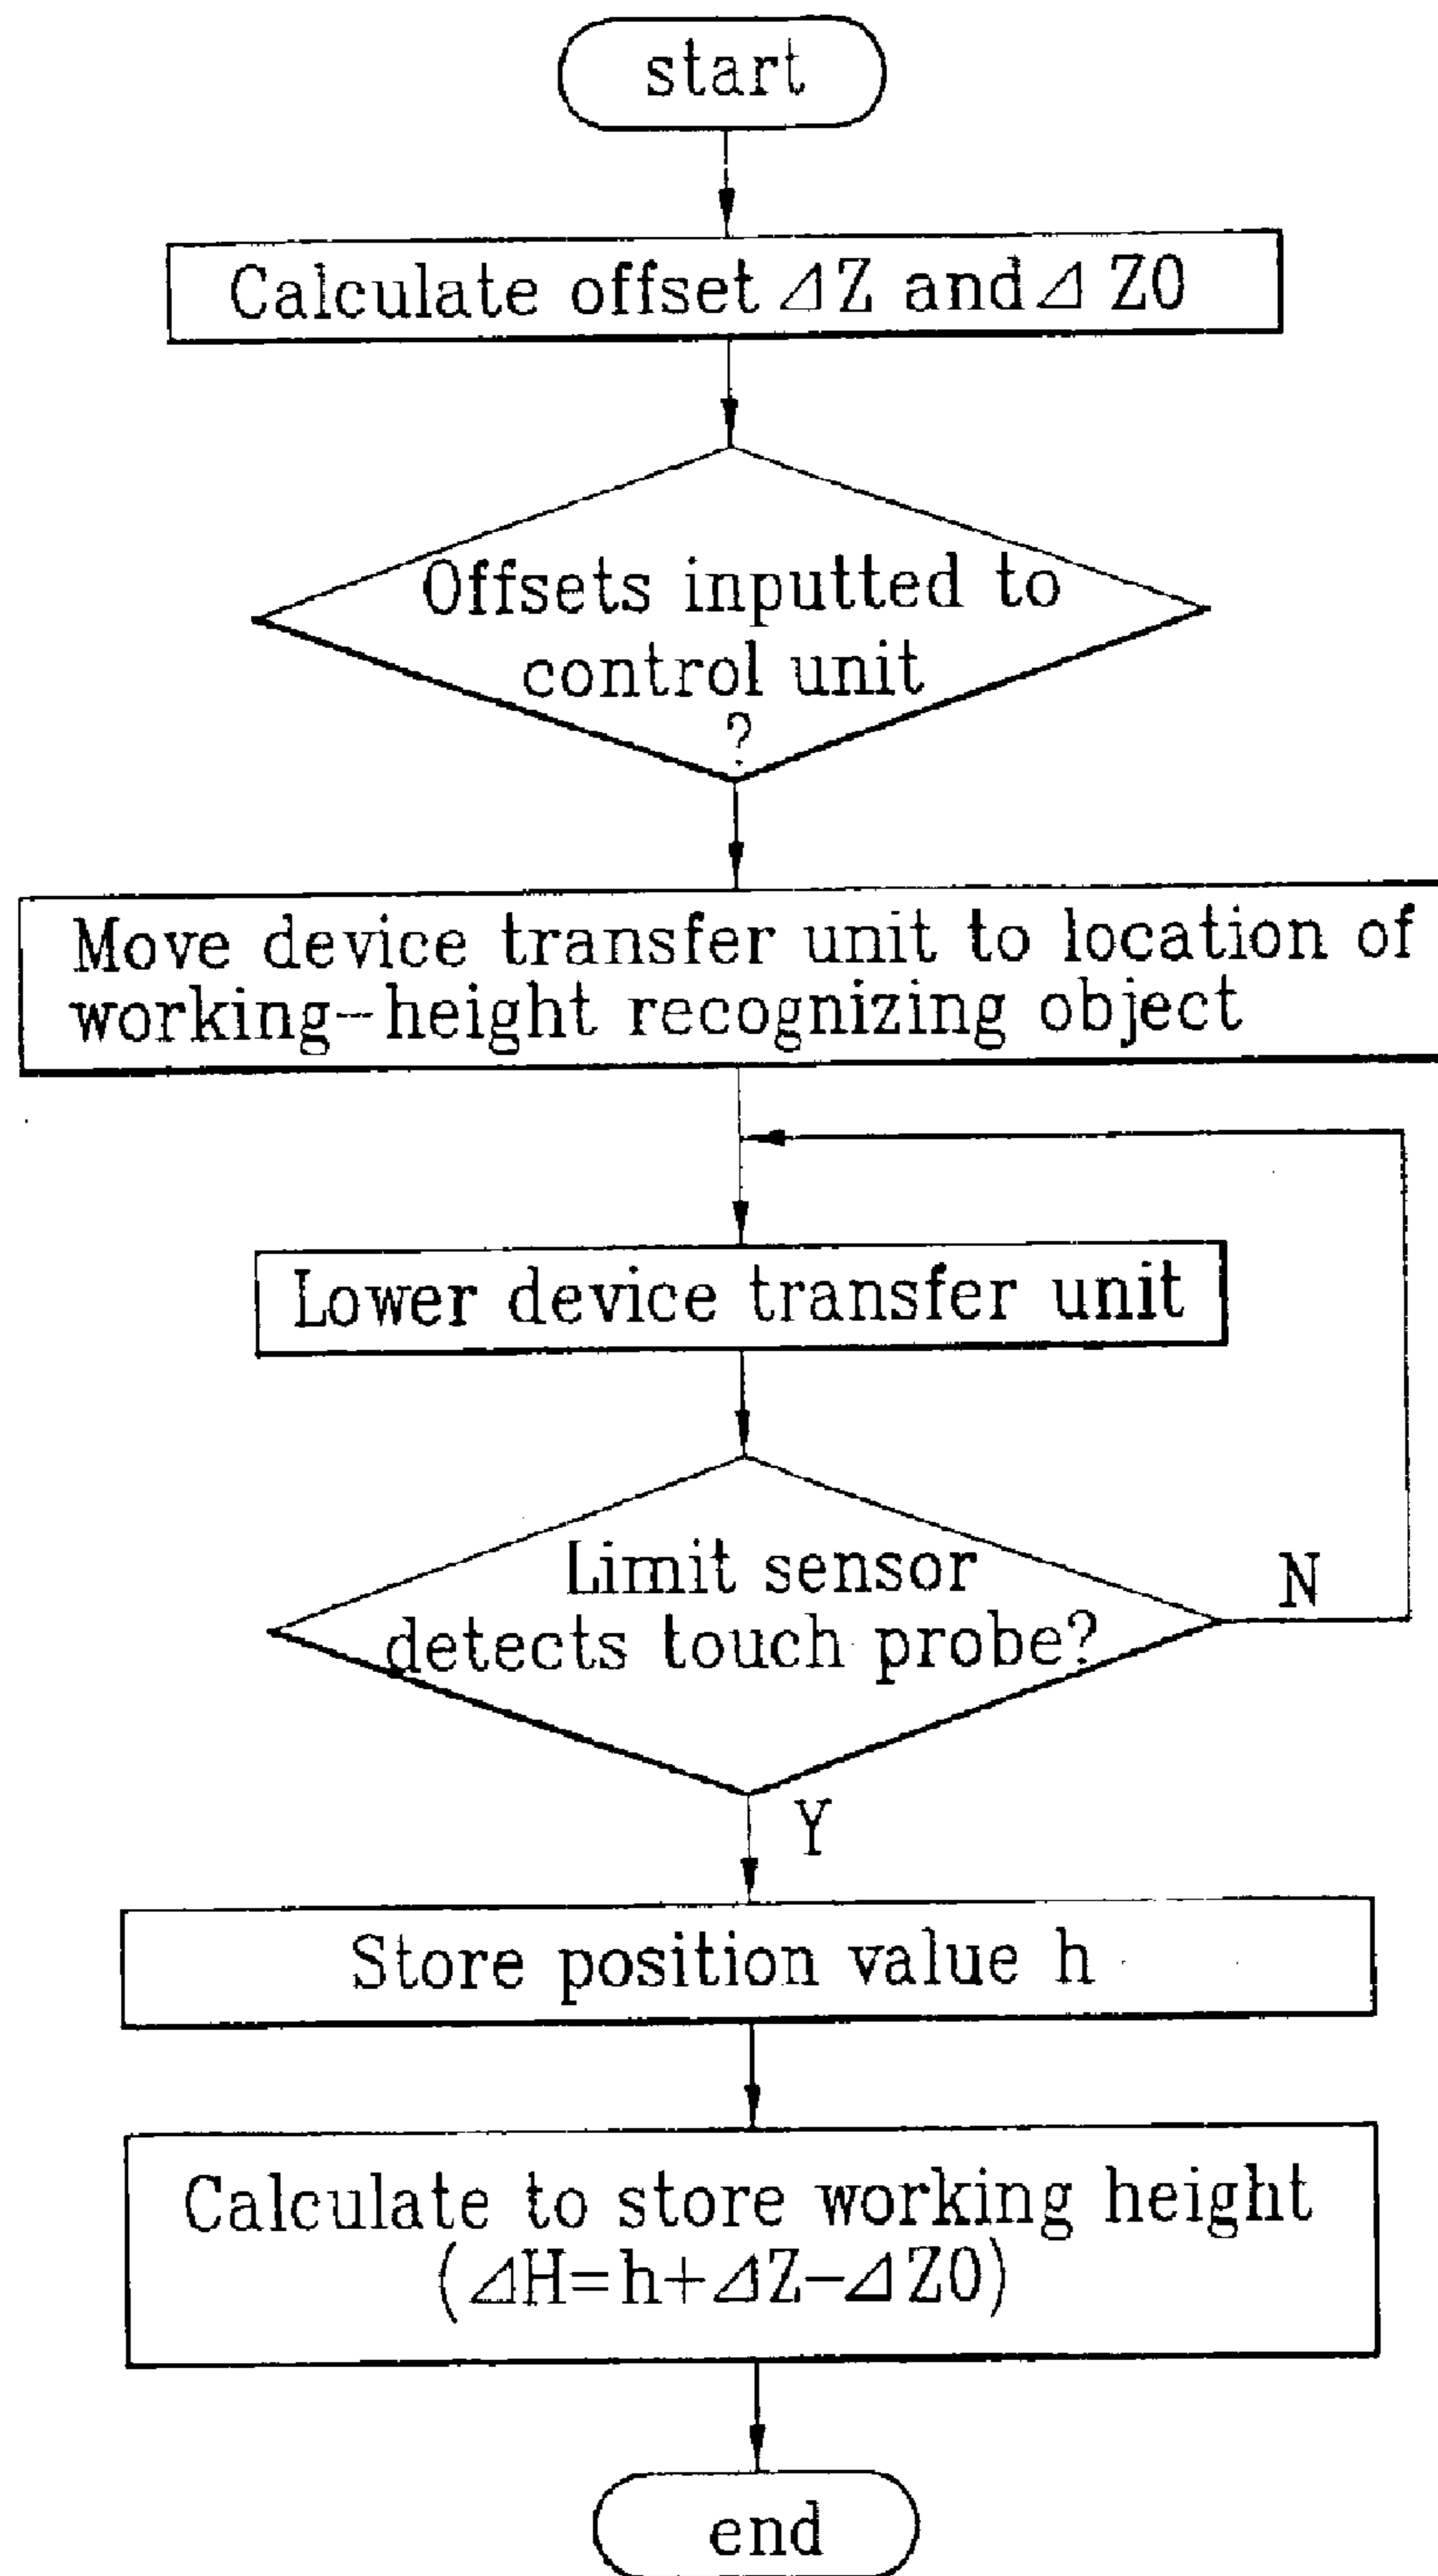 start
Calculate offset ⊿Z and⊿ Z0
Offsets inputted to
control unit
?
Move device transfer unit to location of
working-height recognizing object
Lower device transfer unit
Limit sensor
detects touch probe?
N
Y
Store position value h
Calculate to store working height
(⊿H=h+⊿Z-⊿Z0)
end